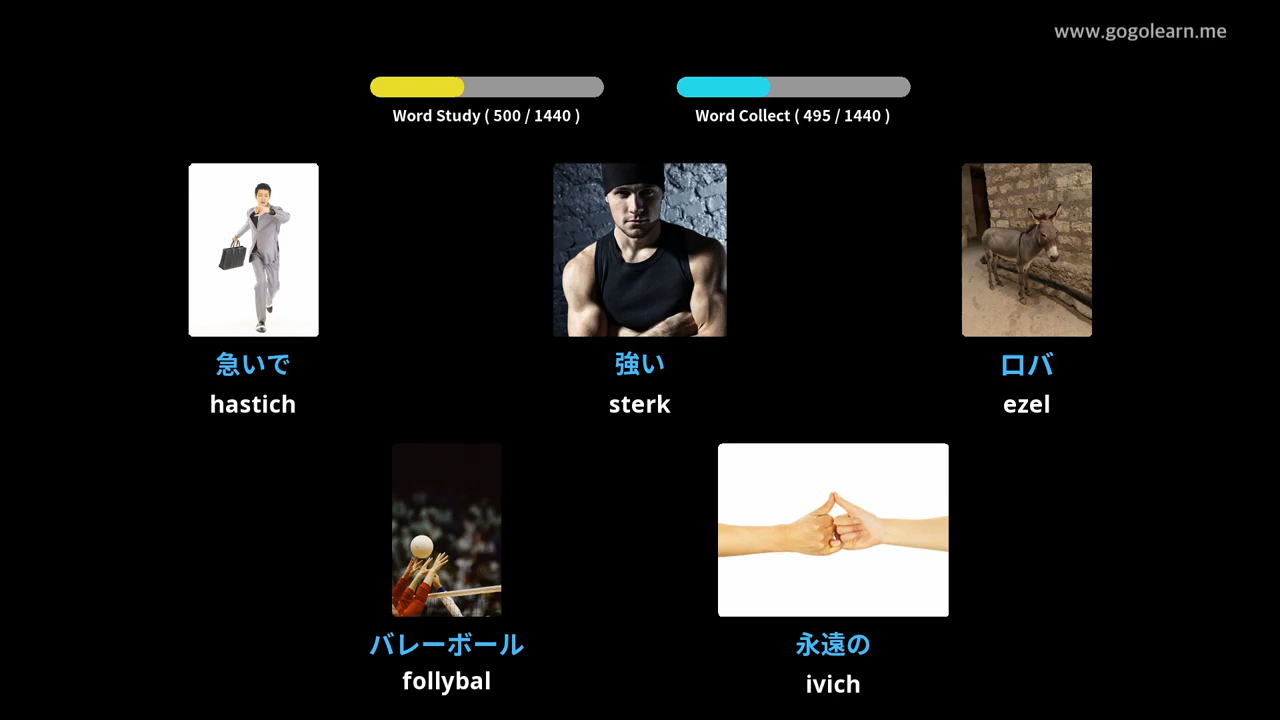 www.gogolearn.me
Word Study ( 500 / 1440 )
Word Collect ( 495 / 1440 )
急いで
hastich
強い
sterk
ロバ
ezel
バレーボール
follybal
永遠の
ivich